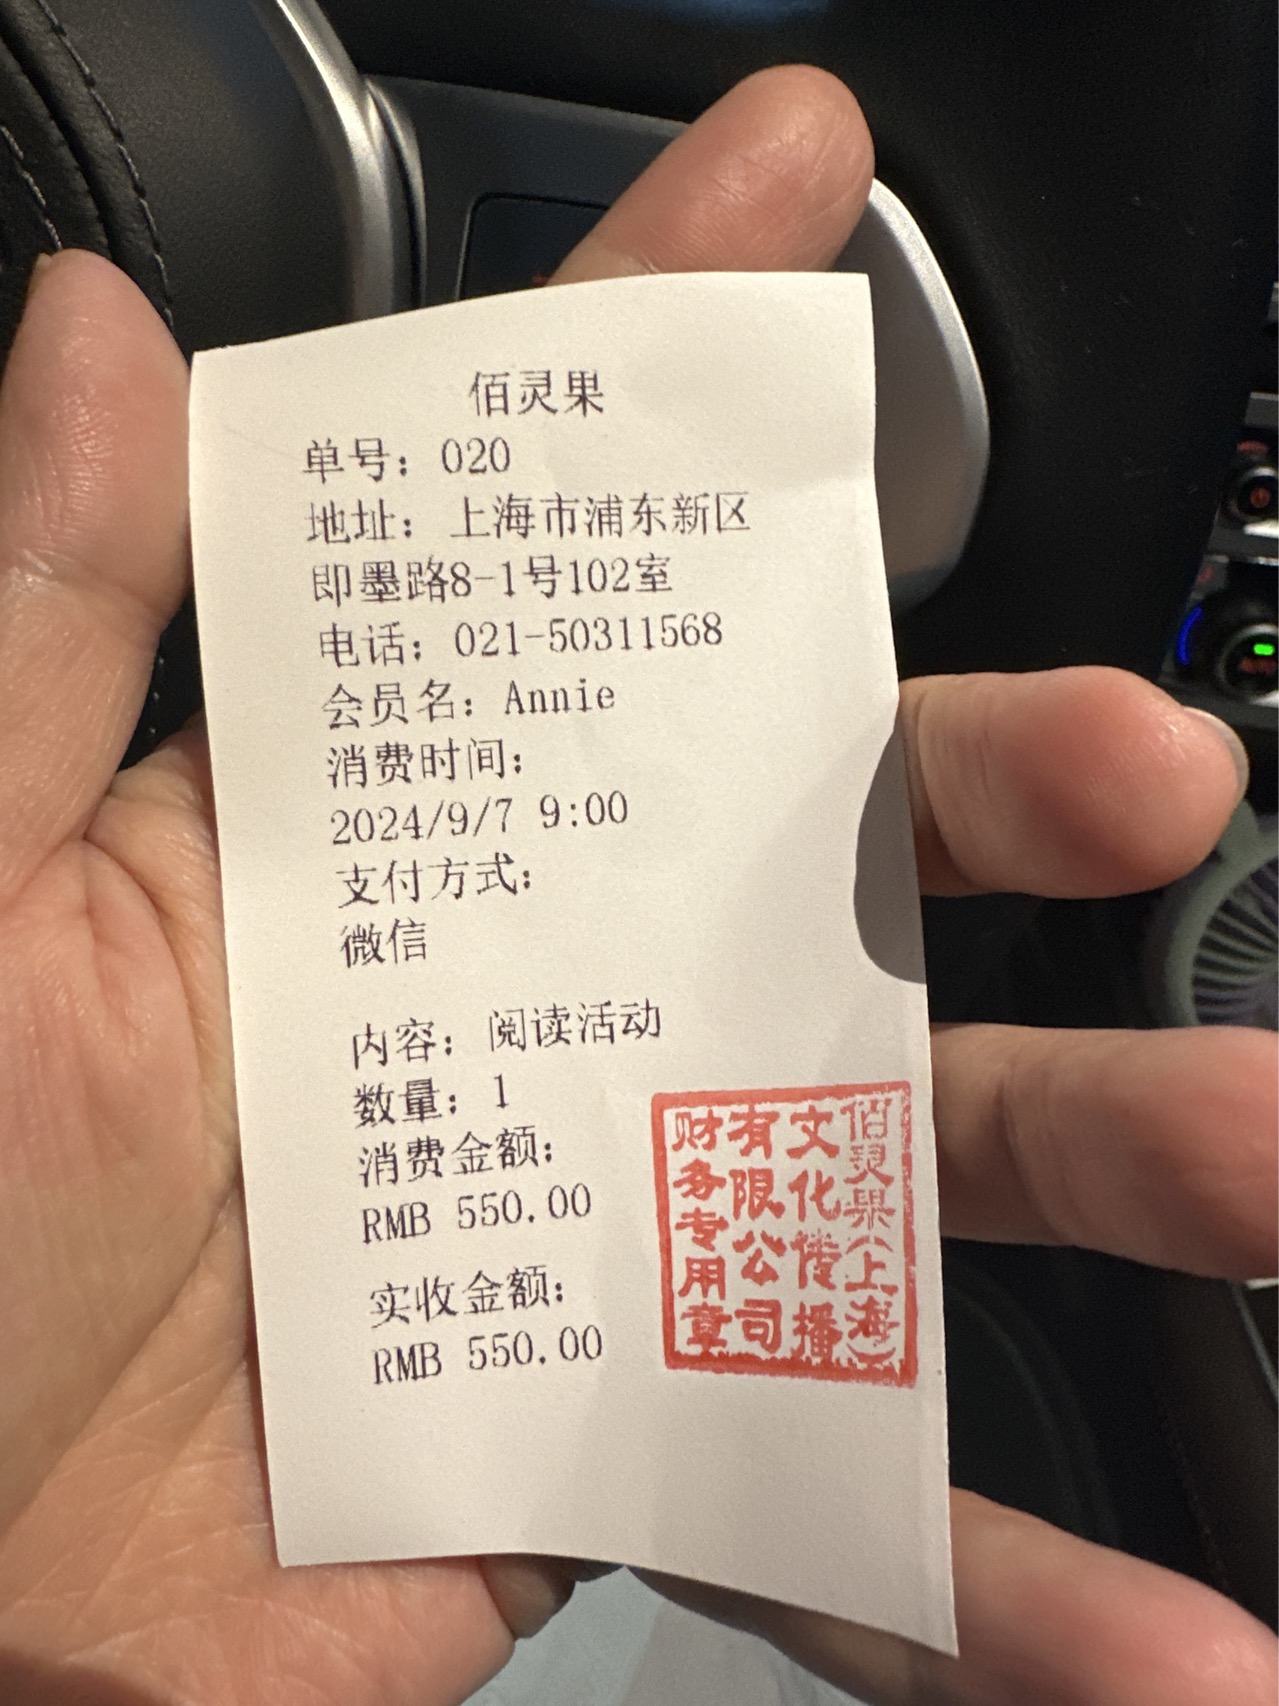 佰灵果
单号：020
地址：上海市浦东新区
即墨路8-1号102室
电话：021-50311568
会员名：Annie
消费时间：
2024/9/7 9:00
支付方式：
微信
内容：阅读活动
数量：1
消费金额：
RMB 550.00
实收金额：
RMB 550.00
佰灵果（上海）
文化传播
有限公司
财务专用章